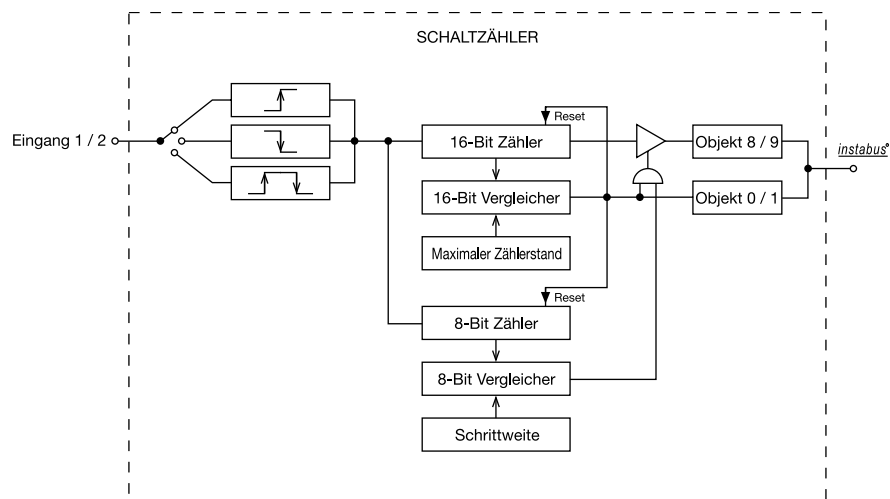 SCHALTZÄHLER
Eingang 1 / 2
Reset
16-Bit Zähler
Objekt 8 / 9
instabus®
16-Bit Vergleicher
Objekt 0 / 1
Maximaler Zählerstand
Reset
8-Bit Zähler
8-Bit Vergleicher
Schrittweite